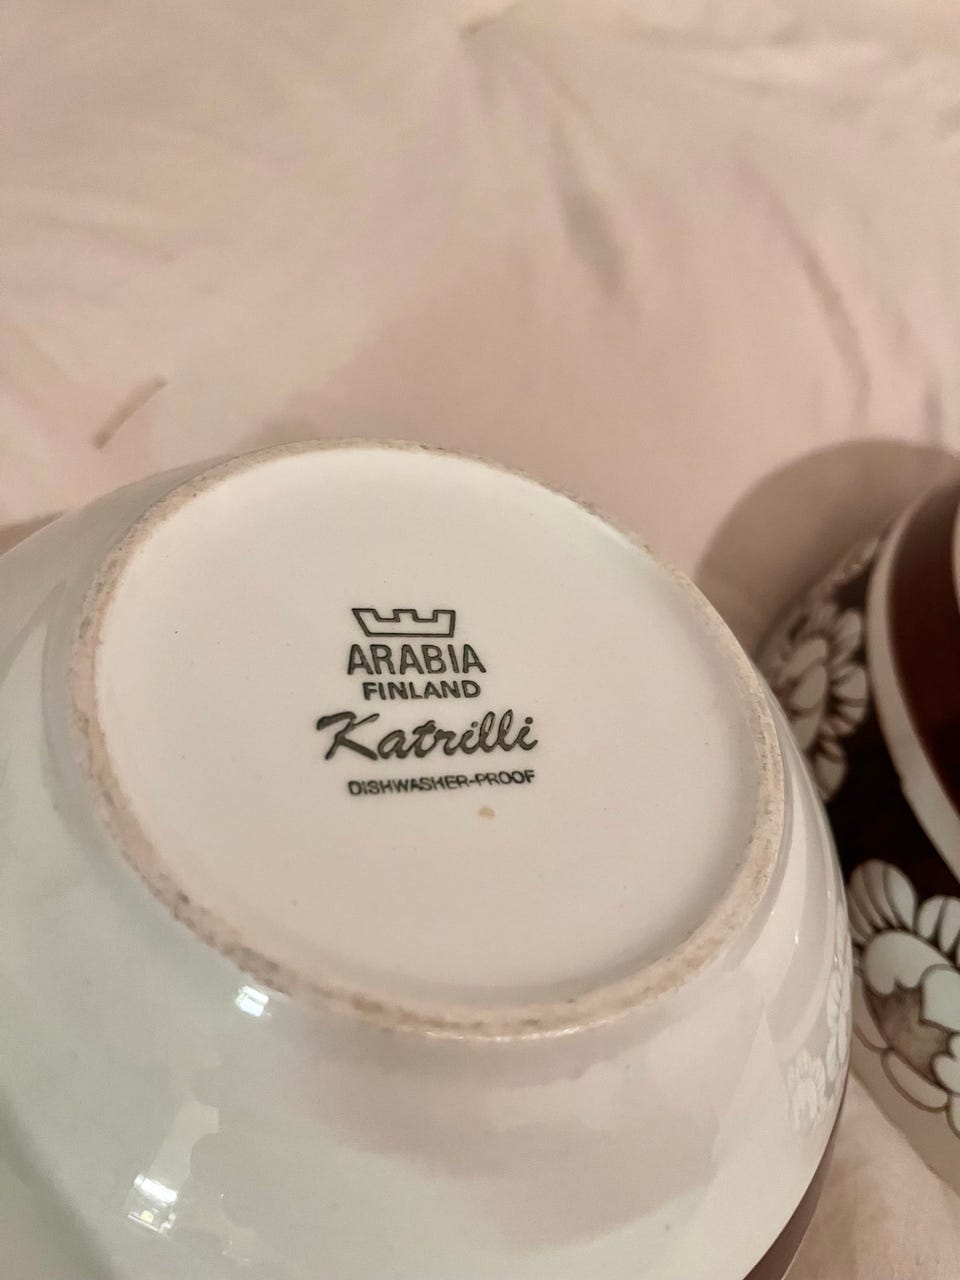 ARABIA
FINLAND
Katrilli
DISHWASHER-PROOF